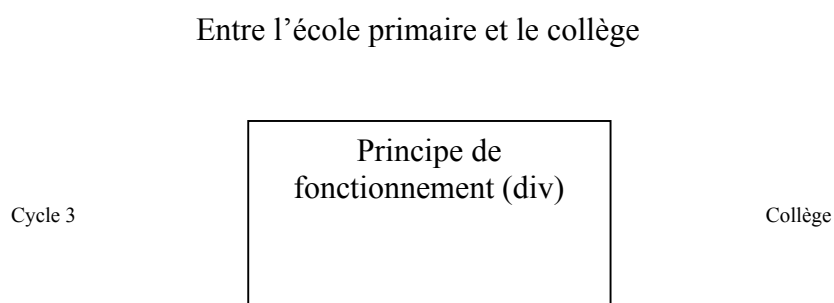 Entre l’école primaire et le collège
Principe de
fonctionnement (div)
Cycle 3
Collège